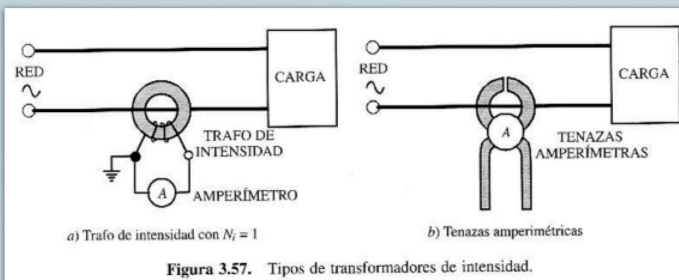 RED
CARGA
TRAFO DE
INTENSIDAD
A
AMPERÍMETRO
a) Trafo de intensidad con Ni = 1
RED
CARGA
A
TENAZAS
AMPERÍMETRAS
b) Tenazas amperimétricas
Figura 3.57. Tipos de transformadores de intensidad.